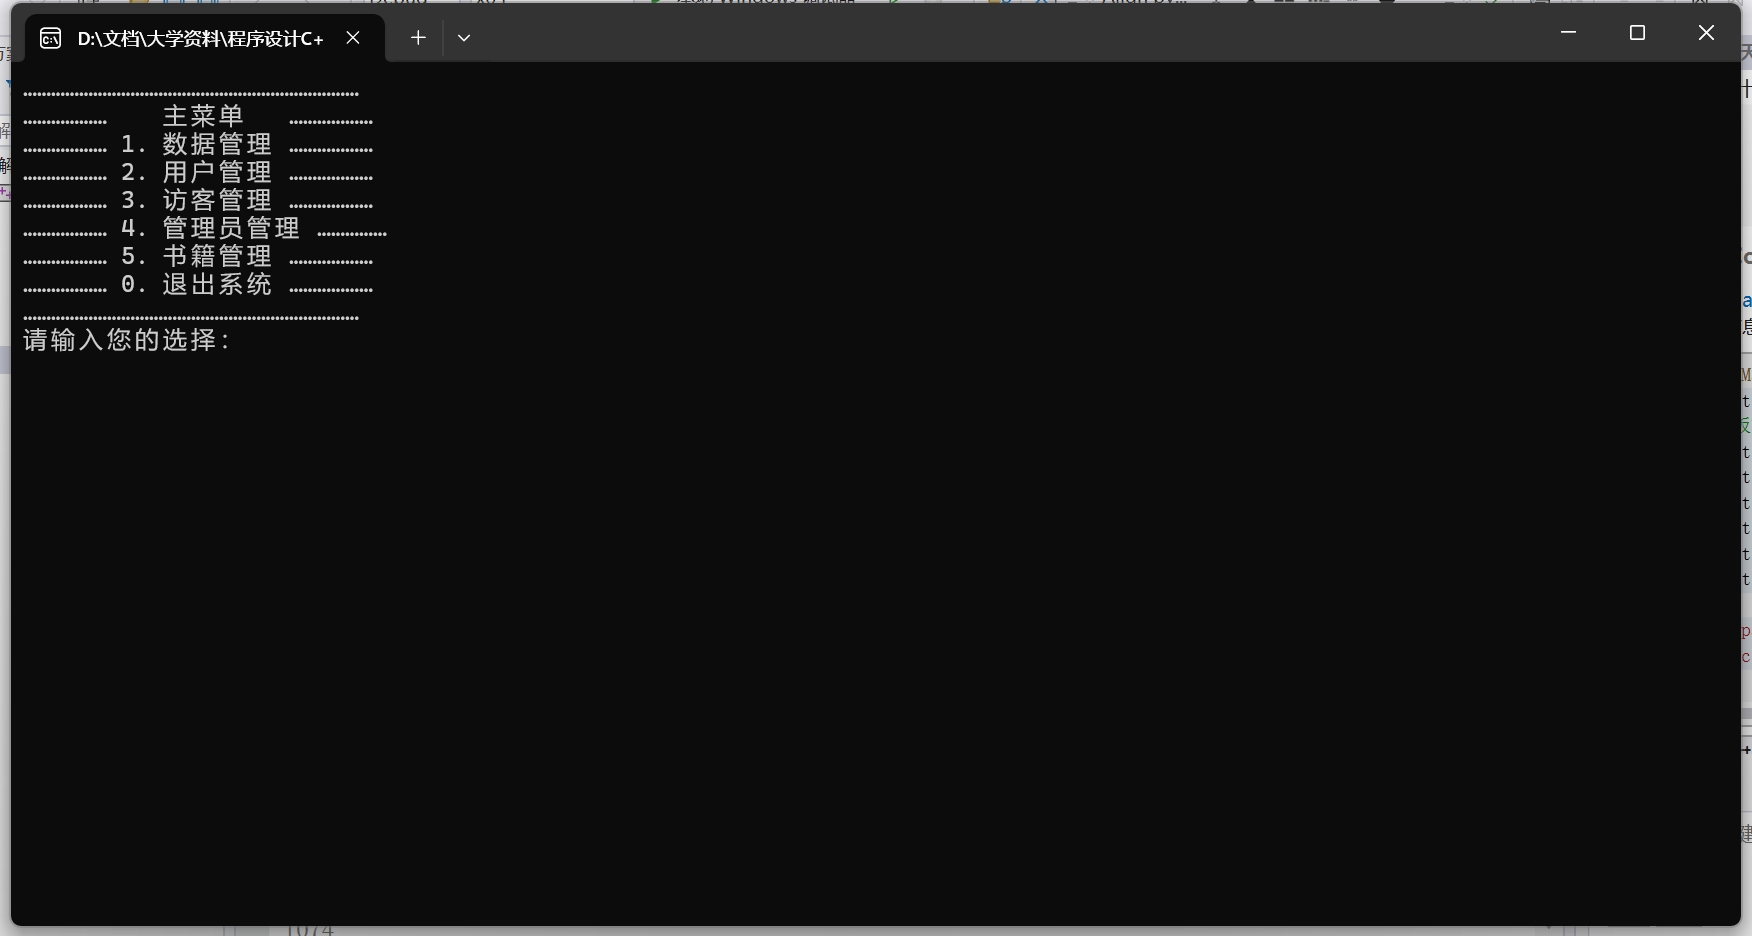 D:\文档\大学资料\程序设计C+
………………………………………………………………
………………    主菜单   ………………
……………… 1. 数据管理 ………………
……………… 2. 用户管理 ………………
……………… 3. 访客管理 ………………
……………… 4. 管理员管理 ……………
……………… 5. 书籍管理 ………………
……………… 0. 退出系统 ………………
………………………………………………………………
请输入您的选择: